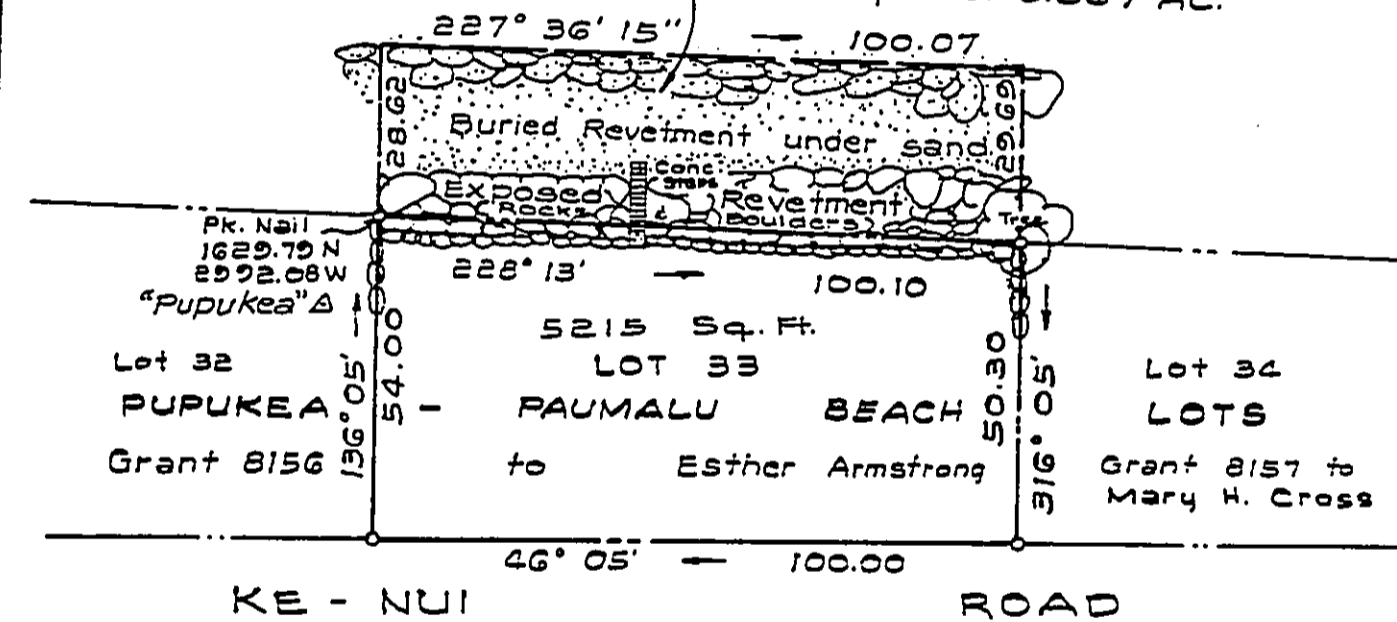 AC.
227° 36' 15" 100.07
28.62
29.69
Buried Revetment under sand
Conc. Steps
Exposed Revetment
Rocks & Boulders
Tree
Pk. Nail
1629.79 N
2992.08 W
"Pupukea" △
228° 13' 100.10
136° 05' 54.00
50.30 316° 05'
5215 Sq. Ft.
Lot 32 LOT 33 Lot 34
PUPUKEA - PAUMALU BEACH LOTS
Grant 8156 to Esther Armstrong
Grant 8157 to
Mary H. Cross
46° 05' 100.00
KE - NUI ROAD